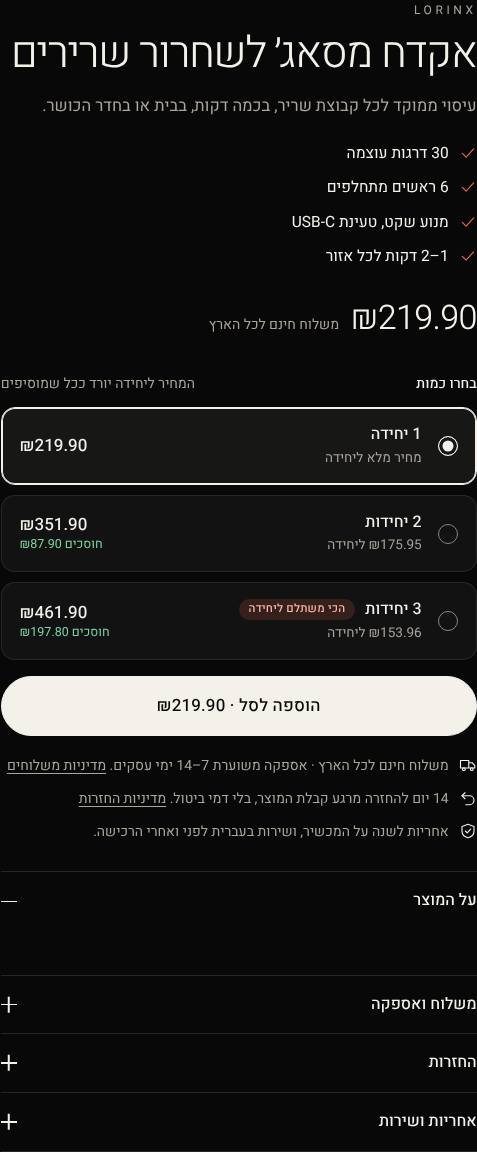 LORINX
אקדח מסאג׳ לשחרור שרירים
עיסוי ממוקד לכל קבוצת שריר, בכמה דקות, בבית או בחדר הכושר.
30 דרגות עוצמה
6 ראשים מתחלפים
מנוע שקט, טעינת USB-C
1–2 דקות לכל אזור
₪219.90 משלוח חינם לכל הארץ
בחרו כמות המחיר ליחידה יורד ככל שמוסיפים
1 יחידה ₪219.90
מחיר מלא ליחידה
2 יחידות ₪351.90
₪175.95 ליחידה חוסכים ₪87.90
3 יחידות הכי משתלם ליחידה ₪461.90
₪153.96 ליחידה חוסכים ₪197.80
הוספה לסל · ₪219.90
משלוח חינם לכל הארץ · אספקה משוערת 7–14 ימי עסקים. מדיניות משלוחים
14 יום להחזרה מרגע קבלת המוצר, בלי דמי ביטול. מדיניות החזרות
אחריות לשנה על המכשיר, ושירות בעברית לפני ואחרי הרכישה.
על המוצר
משלוח ואספקה
החזרות
אחריות ושירות